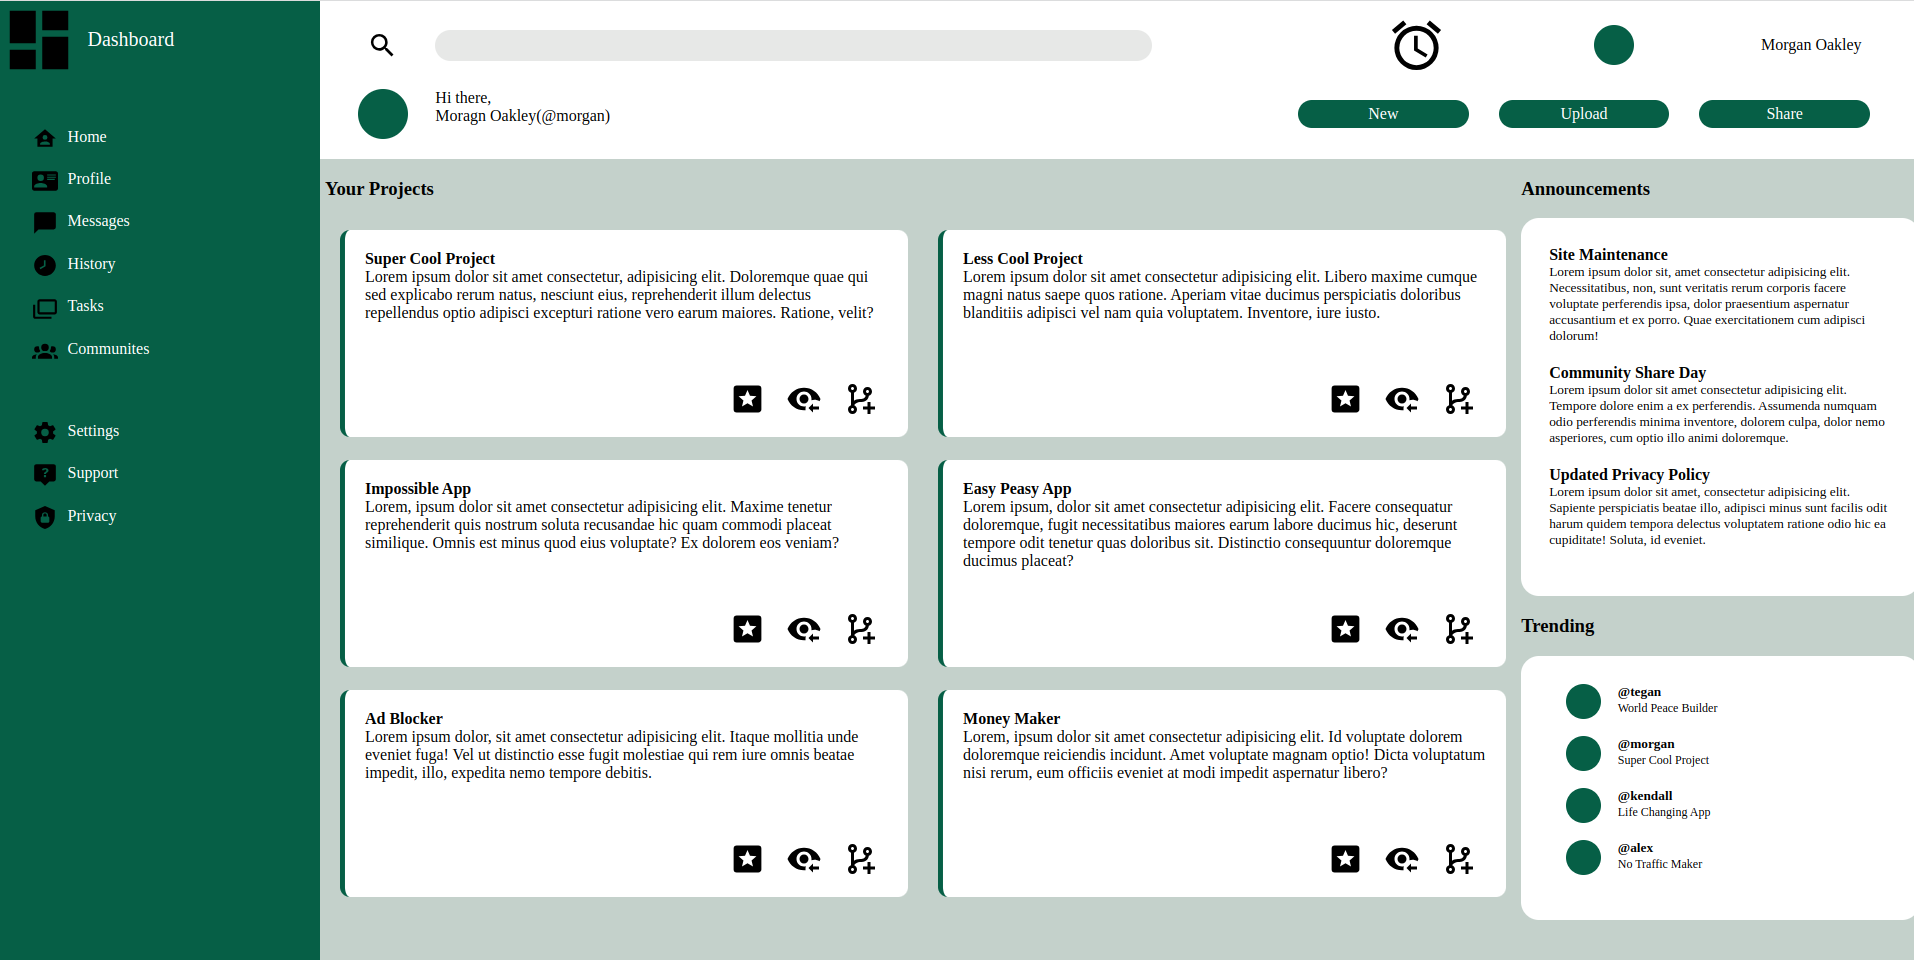 Dashboard
Home
Profile
Messages
History
Tasks
Communites
Settings
Support
Privacy
Morgan Oakley
Hi there,
Moragn Oakley(@morgan)
New
Upload
Share
Your Projects
Super Cool Project
Lorem ipsum dolor sit amet consectetur, adipisicing elit. Doloremque quae qui
sed explicabo rerum natus, nesciunt eius, reprehenderit illum delectus
repellendus optio adipisci excepturi ratione vero earum maiores. Ratione, velit?
Less Cool Project
Lorem ipsum dolor sit amet consectetur adipisicing elit. Libero maxime cumque
magni natus saepe quos ratione. Aperiam vitae ducimus perspiciatis doloribus
blanditiis adipisci vel nam quia voluptatem. Inventore, iure iusto.
Impossible App
Lorem, ipsum dolor sit amet consectetur adipisicing elit. Maxime tenetur
reprehenderit quis nostrum soluta recusandae hic quam commodi placeat
similique. Omnis est minus quod eius voluptate? Ex dolorem eos veniam?
Easy Peasy App
Lorem ipsum, dolor sit amet consectetur adipisicing elit. Facere consequatur
doloremque, fugit necessitatibus maiores earum labore ducimus hic, deserunt
tempore odit tenetur quas doloribus sit. Distinctio consequuntur doloremque
ducimus placeat?
Ad Blocker
Lorem ipsum dolor, sit amet consectetur adipisicing elit. Itaque mollitia unde
eveniet fuga! Vel ut distinctio esse fugit molestiae qui rem iure omnis beatae
impedit, illo, expedita nemo tempore debitis.
Money Maker
Lorem, ipsum dolor sit amet consectetur adipisicing elit. Id voluptate dolorem
doloremque reiciendis incidunt. Amet voluptate magnam optio! Dicta voluptatum
nisi rerum, eum officiis eveniet at modi impedit aspernatur libero?
Announcements
Site Maintenance
Lorem ipsum dolor sit, amet consectetur adipisicing elit.
Necessitatibus, non, sunt veritatis rerum corporis facere
voluptate perferendis ipsa, dolor praesentium aspernatur
accusantium et ex porro. Quae exercitationem cum adipisci
dolorum!
Community Share Day
Lorem ipsum dolor sit amet consectetur adipisicing elit.
Tempore dolore enim a ex perferendis. Assumenda numquam
odio perferendis minima inventore, dolorem culpa, dolor nemo
asperiores, cum optio illo animi doloremque.
Updated Privacy Policy
Lorem ipsum dolor sit amet, consectetur adipisicing elit.
Sapiente perspiciatis beatae illo, adipisci minus sunt facilis odit
harum quidem tempora delectus voluptatem ratione odio hic ea
cupiditate! Soluta, id eveniet.
Trending
@tegan
World Peace Builder
@morgan
Super Cool Project
@kendall
Life Changing App
@alex
No Traffic Maker